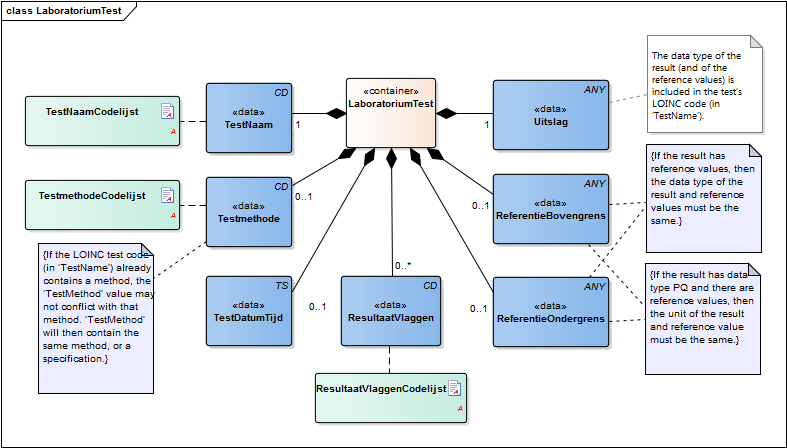 class LaboratoriumTest
TestNaamCodelijst
A
CD
«data»
TestNaam
1
«container»
LaboratoriumTest
ANY
«data»
Uitslag
1
The data type of the
result (and of the
reference values) is
included in the test's
LOINC code (in
'TestName').
TestmethodeCodelijst
A
CD
«data»
Testmethode
0..1
ANY
«data»
ReferentieBovengrens
0..1
{If the result has
reference values, then
the data type of the
result and reference
values must be the
same.}
{If the LOINC test code
(in 'TestName') already
contains a method, the
'TestMethod' value may
not conflict with that
method. 'TestMethod'
will then contain the
same method, or a
specification.}
TS
«data»
TestDatumTijd
0..1
0..*
CD
«data»
ResultaatVlaggen
0..1
ANY
«data»
ReferentieOndergrens
{If the result has data
type PQ and there are
reference values, then
the unit of the result
and reference value
must be the same.}
ResultaatVlaggenCodelijst
A